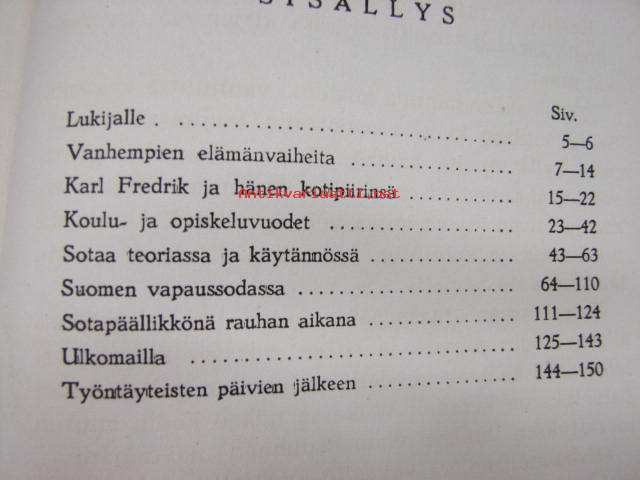 SISÄLLYS
Siv.
Lukijalle . . . . . . . . . . . . . . . . . . . . . . . . . . . . . . 5—6
Vanhempien elämänvaiheita . . . . . . . . . . . . . . . 7—14
Karl Fredrik ja hänen kotipiirinsä . . . . . . . . . . 15—22
Koulu- ja opiskeluvuodet . . . . . . . . . . . . . . . . . 23—42
Sotaa teoriassa ja käytännössä . . . . . . . . . . . . . 43—63
Suomen vapaussodassa . . . . . . . . . . . . . . . . . . . . 64—110
Sotapäällikkönä rauhan aikana . . . . . . . . . . . . . 111—124
Ulkomailla . . . . . . . . . . . . . . . . . . . . . . . . . . . . . 125—143
Työntäyteisten päivien jälkeen . . . . . . . . . . . . . 144—150